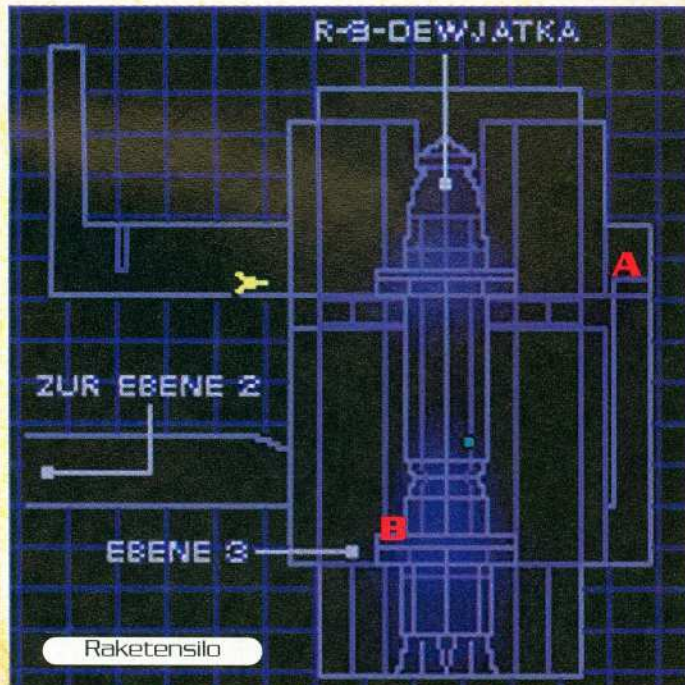 R-9-DEWJATKA
A
ZUR EBENE 2
B
EBENE 3
Raketensilo